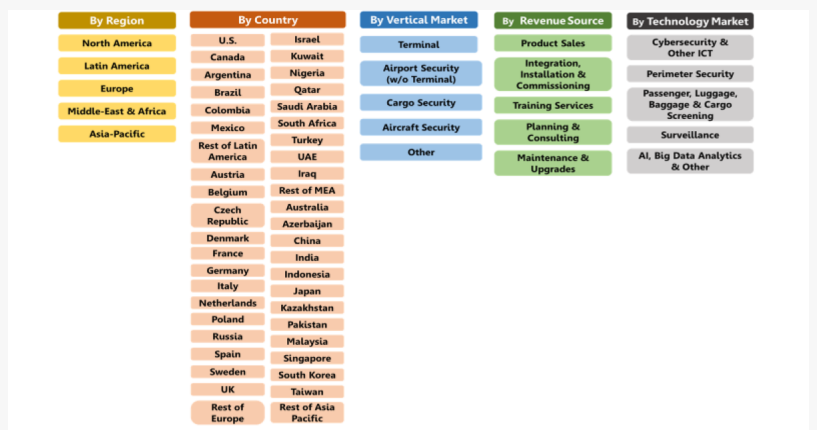 By Region
North America
Latin America
Europe
Middle-East & Africa
Asia-Pacific
By Country
U.S.
Canada
Argentina
Brazil
Colombia
Mexico
Rest of Latin
America
Austria
Belgium
Czech
Republic
Denmark
France
Germany
Italy
Netherlands
Poland
Russia
Spain
Sweden
UK
Rest of
Europe
Israel
Kuwait
Nigeria
Qatar
Saudi Arabia
South Africa
Turkey
UAE
Iraq
Rest of MEA
Australia
Azerbaijan
China
India
Indonesia
Japan
Kazakhstan
Pakistan
Malaysia
Singapore
South Korea
Taiwan
Rest of Asia
Pacific
By Vertical Market
Terminal
Airport Security
(w/o Terminal)
Cargo Security
Aircraft Security
Other
By Revenue Source
Product Sales
Integration,
Installation &
Commissioning
Training Services
Planning &
Consulting
Maintenance &
Upgrades
By Technology Market
Cybersecurity &
Other ICT
Perimeter Security
Passenger, Luggage,
Baggage & Cargo
Screening
Surveillance
AI, Big Data Analytics
& Other